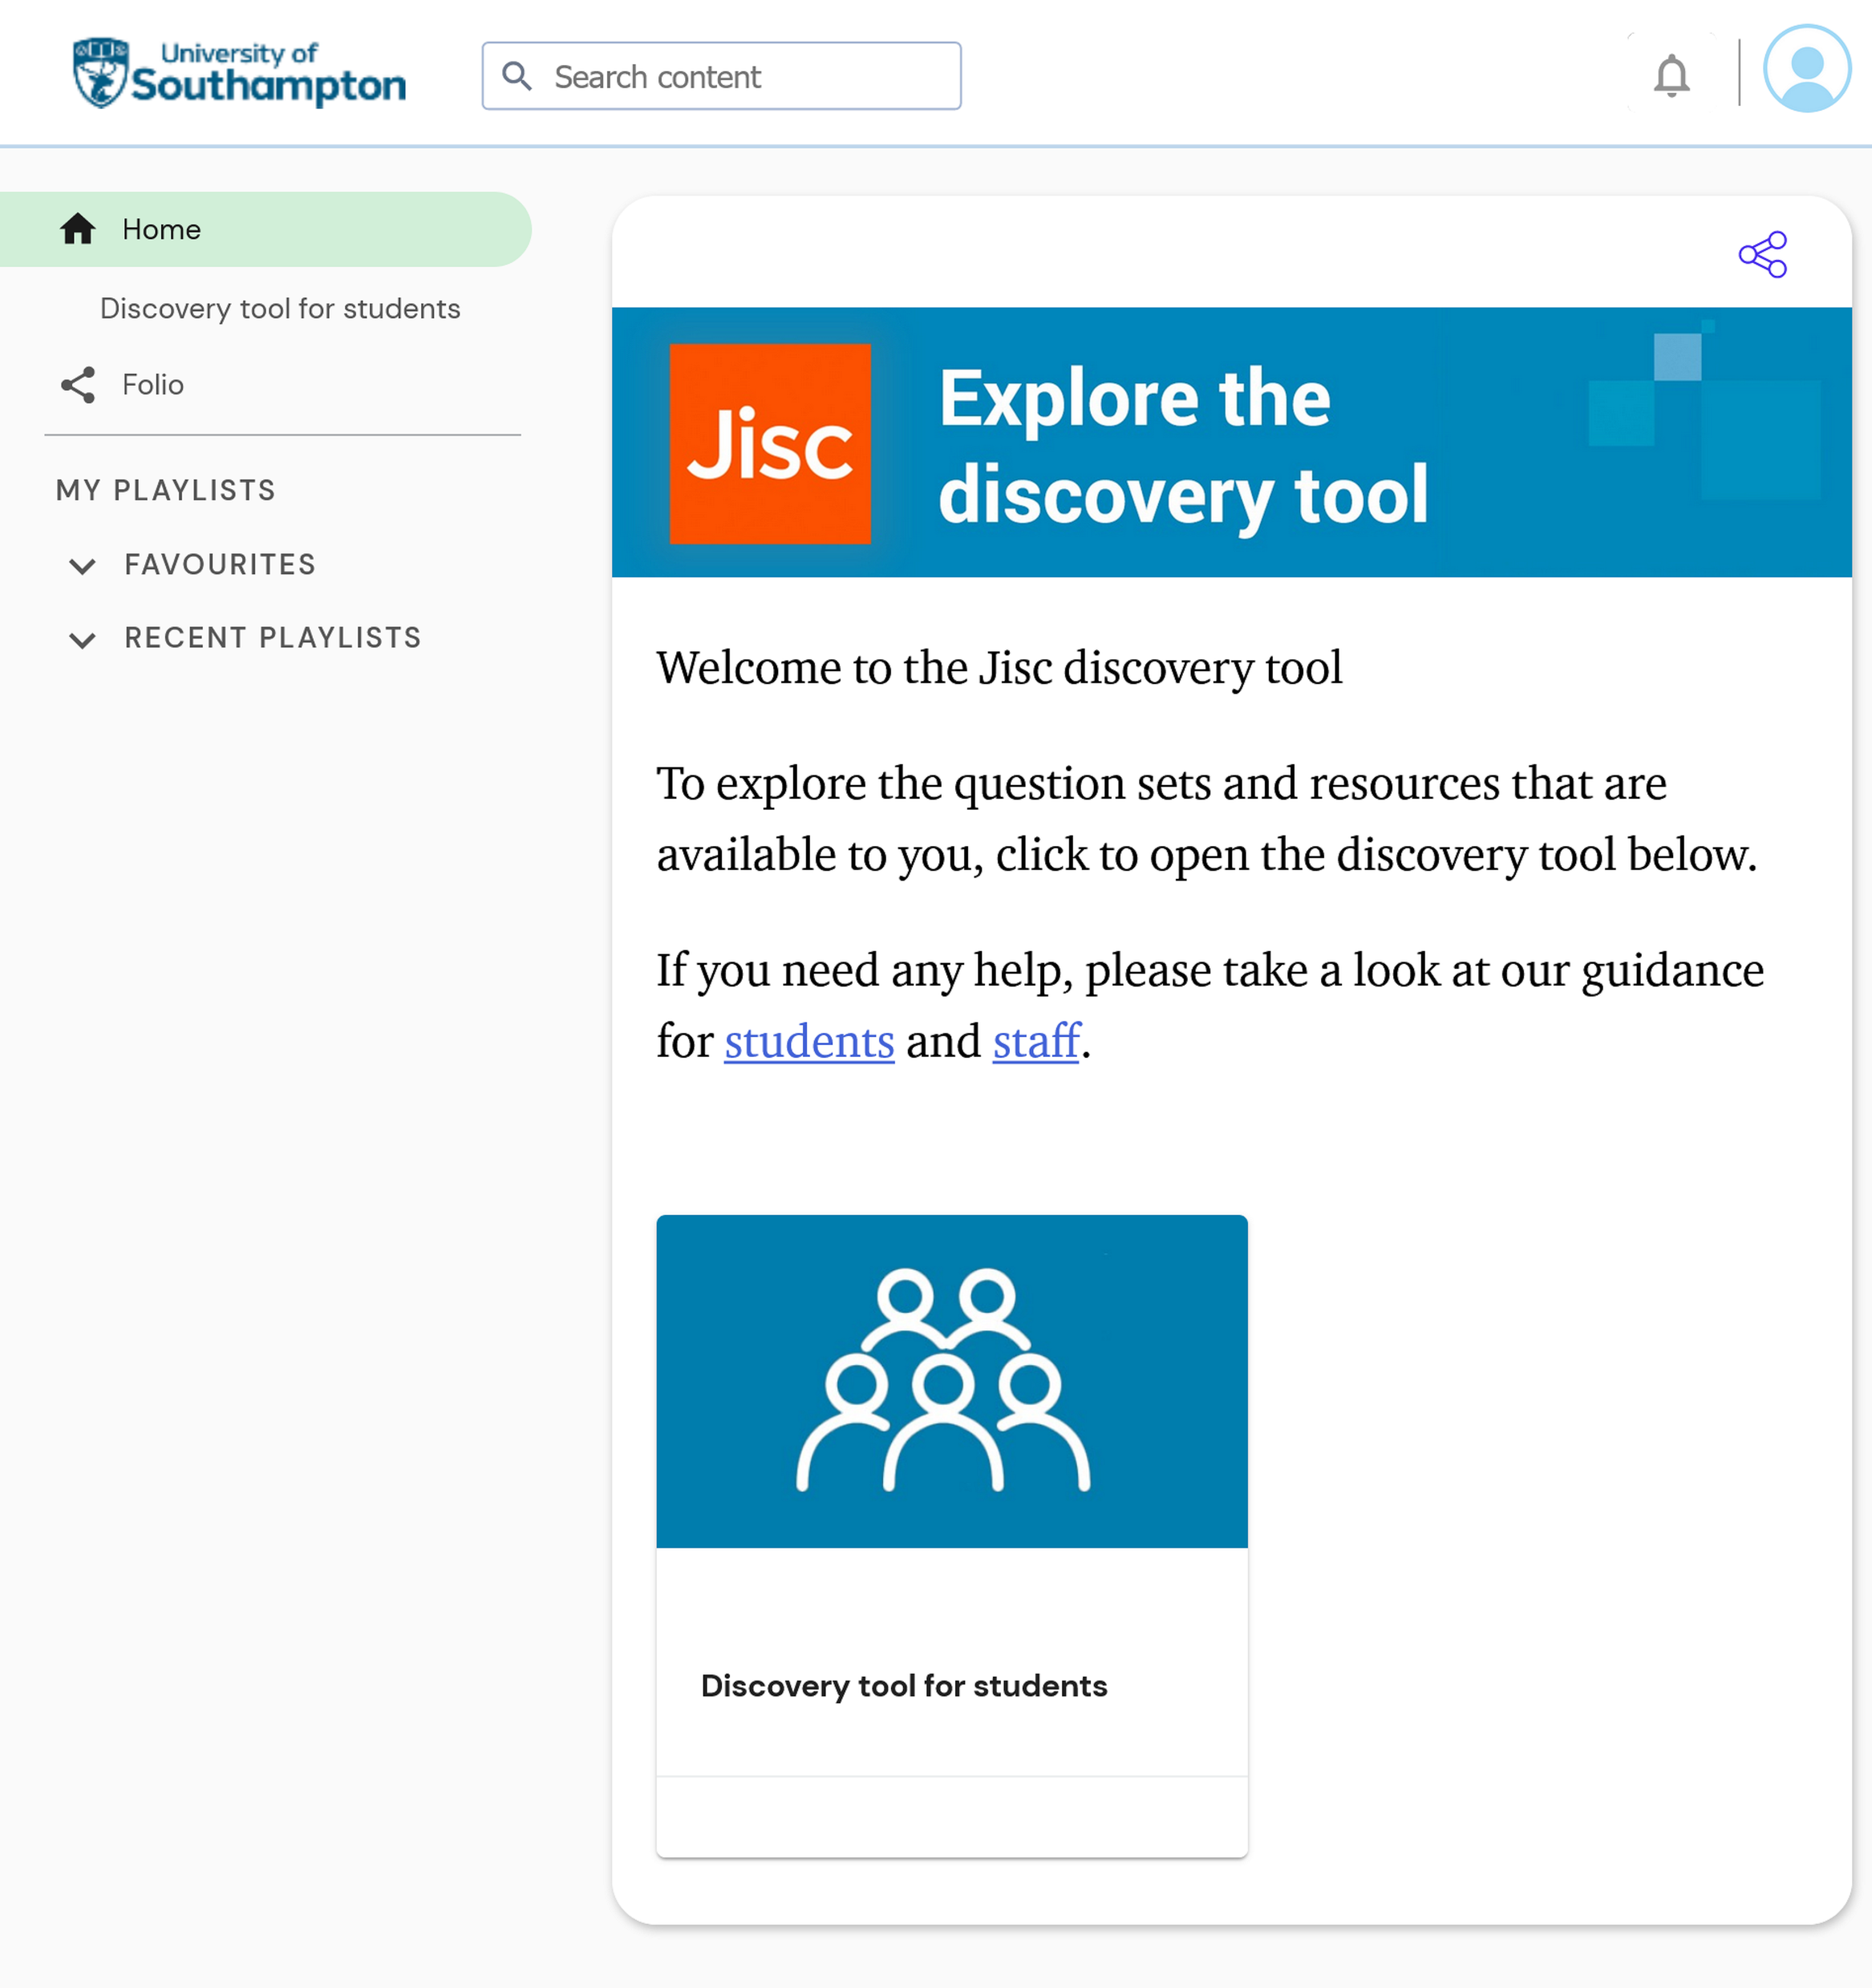 University of
Southampton
Search content
Home
Discovery tool for students
Folio
MY PLAYLISTS
FAVOURITES
RECENT PLAYLISTS
Jisc
Explore the
discovery tool
Welcome to the Jisc discovery tool
To explore the question sets and resources that are
available to you, click to open the discovery tool below.
If you need any help, please take a look at our guidance
for students and staff.
Discovery tool for students